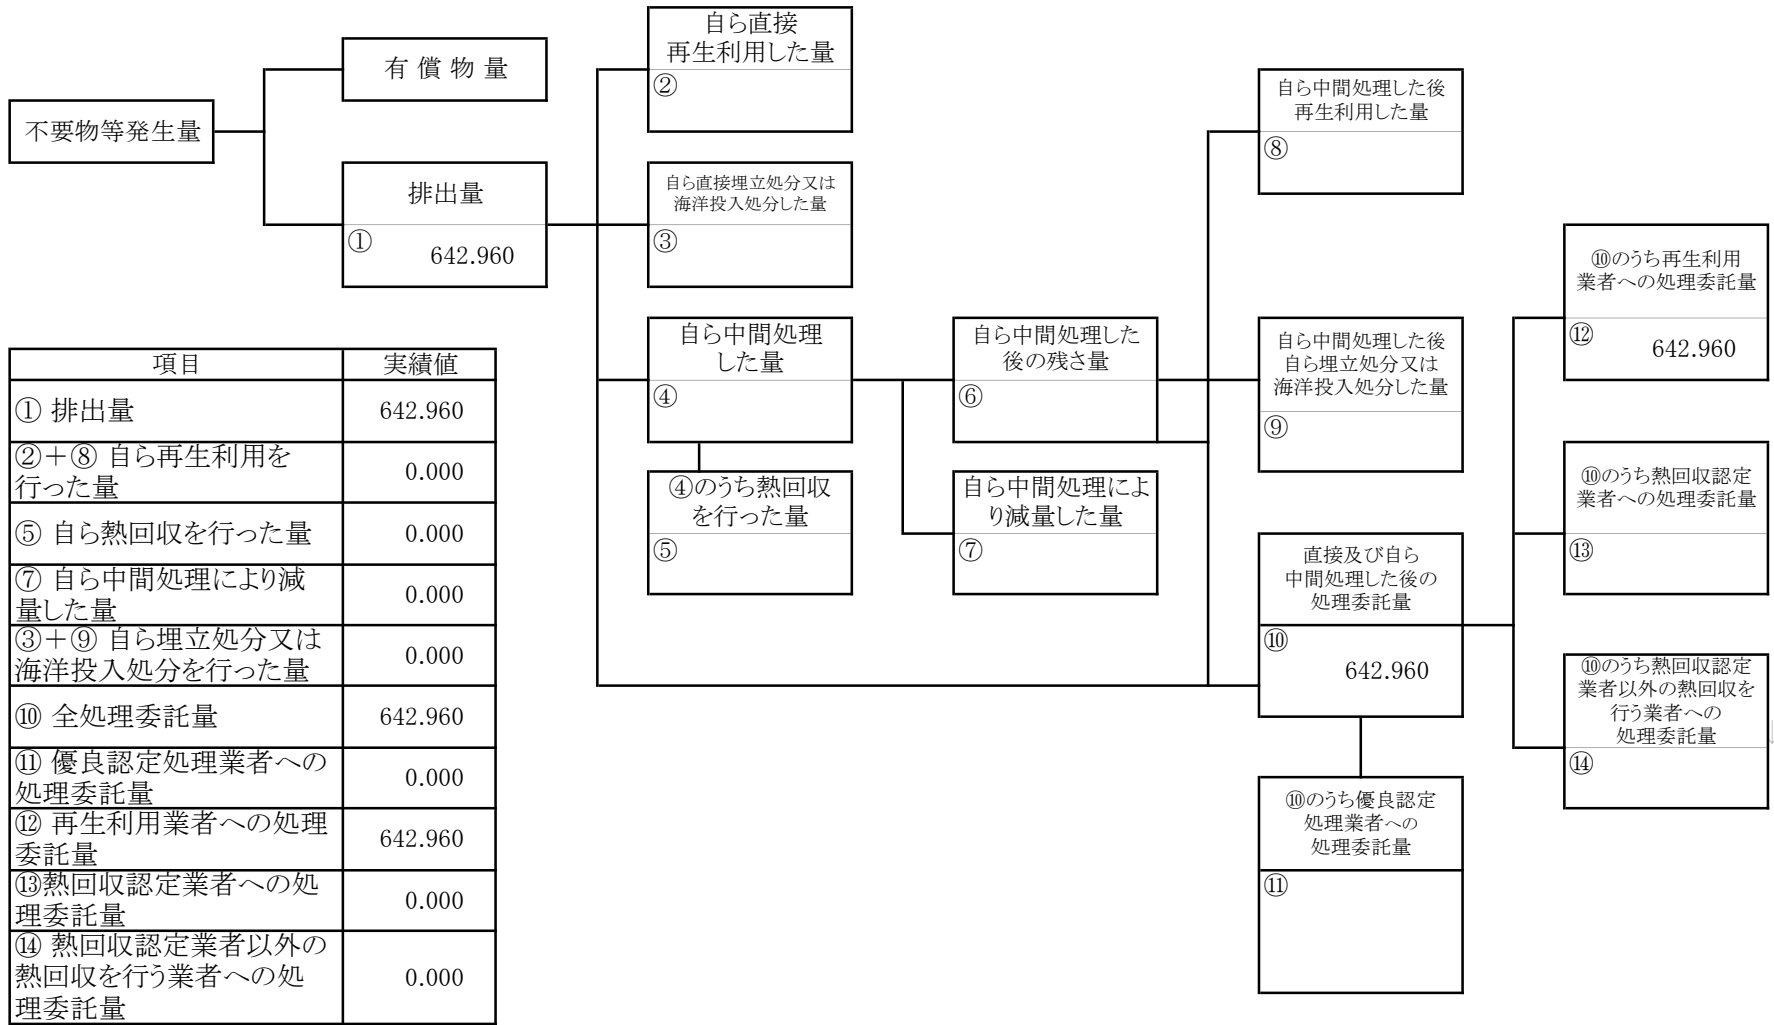 不要物等発生量
有 償 物 量
排出量
①
642.960
自ら直接
再生利用した量
②
自ら直接埋立処分又は
海洋投入処分した量
③
自ら中間処理
した量
④
④のうち熱回収
を行った量
⑤
自ら中間処理した
後の残さ量
⑥
自ら中間処理によ
り減量した量
⑦
自ら中間処理した後
再生利用した量
⑧
自ら中間処理した後
自ら埋立処分又は
海洋投入処分した量
⑨
直接及び自ら
中間処理した後の
処理委託量
⑩
642.960
⑩のうち優良認定
処理業者への
処理委託量
⑪
⑩のうち再生利用
業者への処理委託量
⑫
642.960
⑩のうち熱回収認定
業者への処理委託量
⑬
⑩のうち熱回収認定
業者以外の熱回収を
行う業者への
処理委託量
⑭
項目 実績値
① 排出量 642.960
②＋⑧ 自ら再生利用を
行った量 0.000
⑤ 自ら熱回収を行った量 0.000
⑦ 自ら中間処理により減
量した量 0.000
③＋⑨ 自ら埋立処分又は
海洋投入処分を行った量 0.000
⑩ 全処理委託量 642.960
⑪ 優良認定処理業者への
処理委託量 0.000
⑫ 再生利用業者への処理
委託量 642.960
⑬熱回収認定業者への処
理委託量 0.000
⑭ 熱回収認定業者以外の
熱回収を行う業者への処
理委託量 0.000